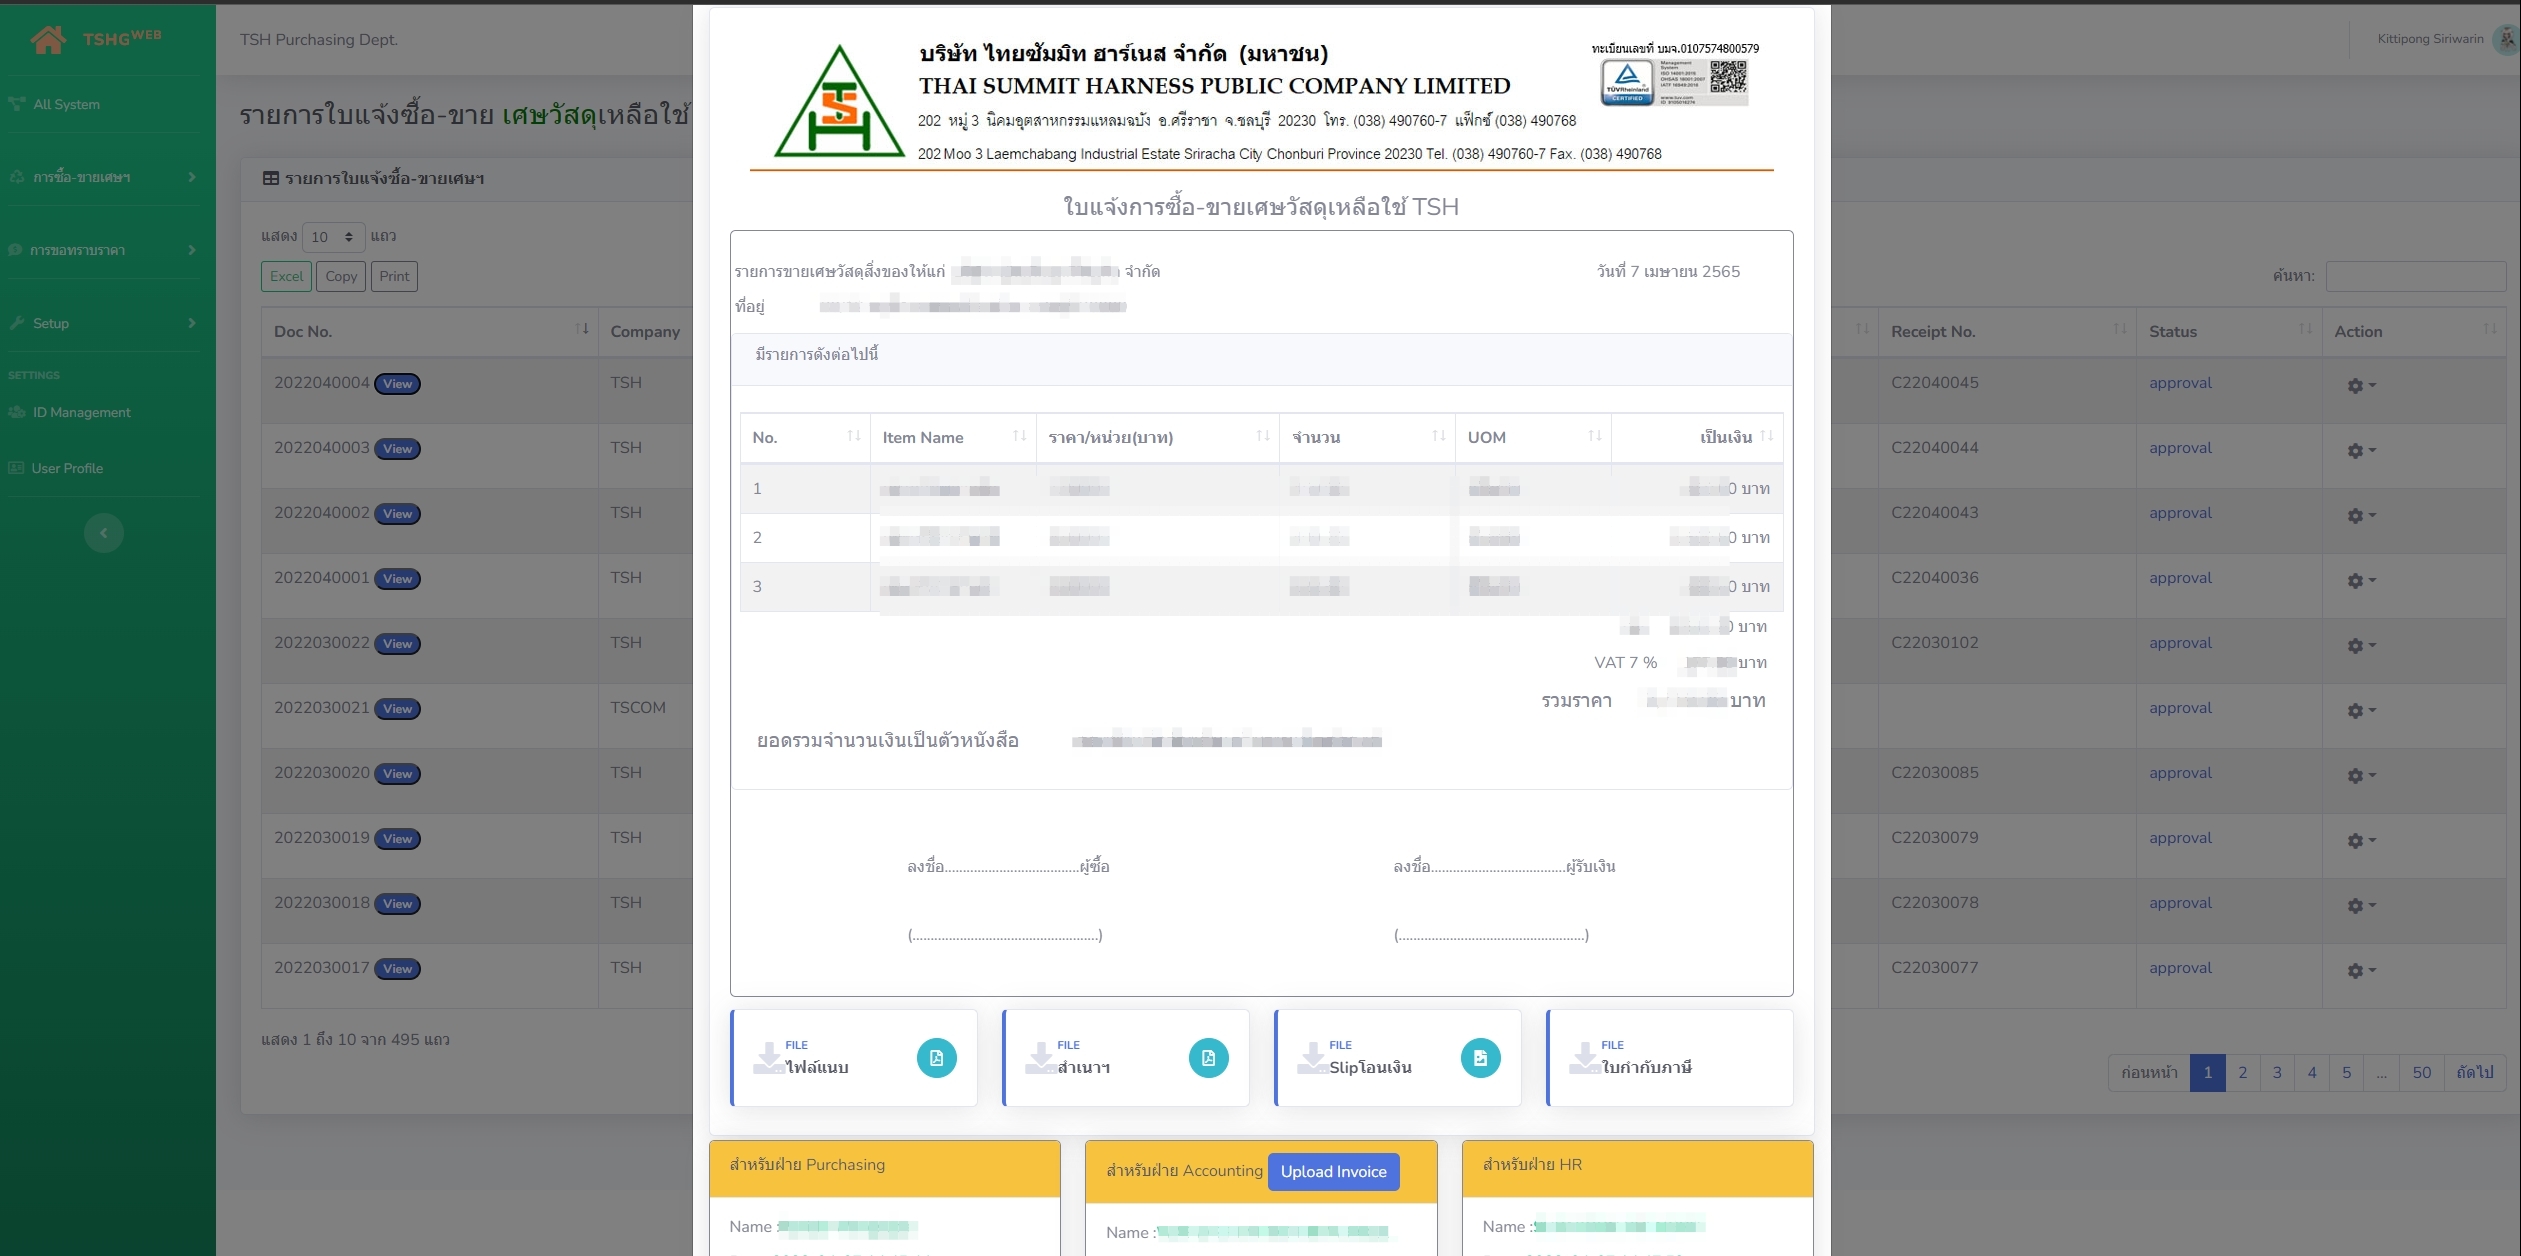 TSHG WEB
All System
การซื้อ-ขายเศษฯ
การขอทราบราคา
Setup
SETTINGS
ID Management
User Profile
TSH Purchasing Dept.
Kittipong Siriwarin
รายการใบแจ้งซื้อ-ขาย เศษวัสดุเหลือใช้
รายการใบแจ้งซื้อ-ขายเศษฯ
แสดง 10 แถว
Excel Copy Print
ค้นหา:
Doc No. Company Receipt No. Status Action
2022040004 View TSH C22040045 approval
2022040003 View TSH C22040044 approval
2022040002 View TSH C22040043 approval
2022040001 View TSH C22040036 approval
2022030022 View TSH C22030102 approval
2022030021 View TSCOM approval
2022030020 View TSH C22030085 approval
2022030019 View TSH C22030079 approval
2022030018 View TSH C22030078 approval
2022030017 View TSH C22030077 approval
แสดง 1 ถึง 10 จาก 495 แถว
ก่อนหน้า 1 2 3 4 5 ... 50 ถัดไป
TSH
บริษัท ไทยซัมมิท ฮาร์เนส จำกัด (มหาชน)
ทะเบียนเลขที่ บมจ.0107574800579
THAI SUMMIT HARNESS PUBLIC COMPANY LIMITED
TÜVRheinland
CERTIFIED
Management
System
202 หมู่ 3 นิคมอุตสาหกรรมแหลมฉบัง อ.ศรีราชา จ.ชลบุรี 20230 โทร. (038) 490760-7 แฟ็กซ์ (038) 490768
202 Moo 3 Laemchabang Industrial Estate Sriracha City Chonburi Province 20230 Tel. (038) 490760-7 Fax. (038) 490768
ใบแจ้งการซื้อ-ขายเศษวัสดุเหลือใช้ TSH
รายการขายเศษวัสดุสิ่งของให้แก่ จำกัด วันที่ 7 เมษายน 2565
ที่อยู่
มีรายการดังต่อไปนี้
No. Item Name ราคา/หน่วย(บาท) จำนวน UOM เป็นเงิน
1 0 บาท
2 0 บาท
3 0 บาท
บาท
VAT 7 % บาท
รวมราคา บาท
ยอดรวมจำนวนเงินเป็นตัวหนังสือ
ลงชื่อ.....................................ผู้ซื้อ ลงชื่อ.....................................ผู้รับเงิน
(...................................................) (...................................................)
FILE
ไฟล์แนบ
FILE
สำเนาฯ
FILE
Slipโอนเงิน
FILE
ใบกำกับภาษี
สำหรับฝ่าย Purchasing
Name :
สำหรับฝ่าย Accounting Upload Invoice
Name :
สำหรับฝ่าย HR
Name :